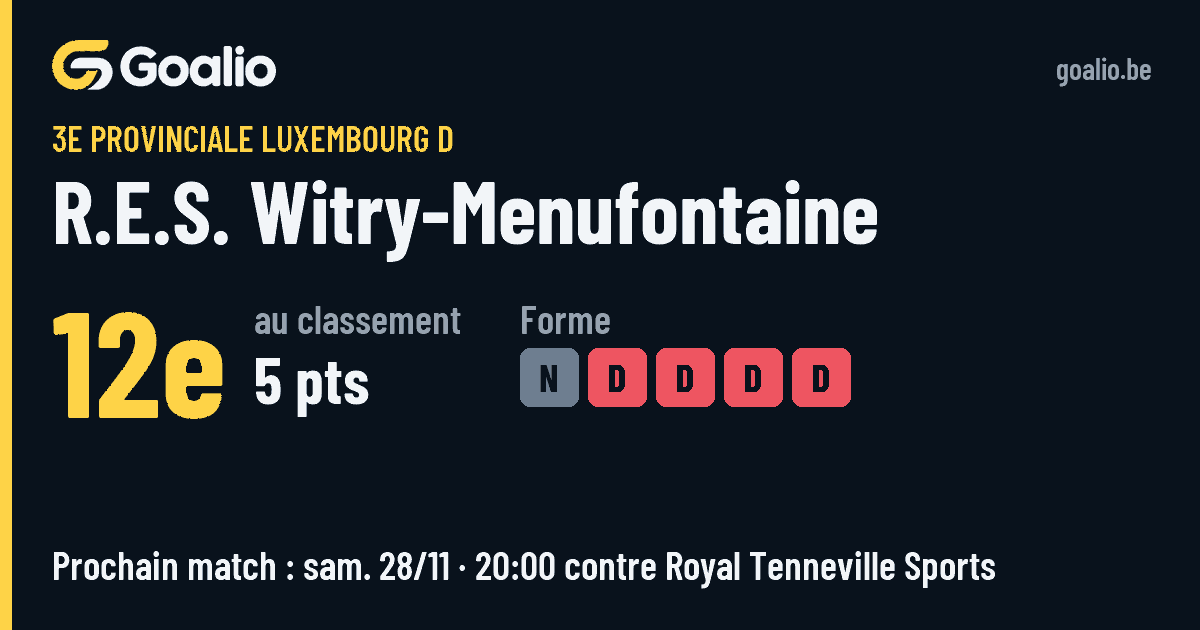 Goalio
goalio.be
3E PROVINCIALE LUXEMBOURG D
R.E.S. Witry-Menufontaine
12e
au classement
5 pts
Forme
N D D D D
Prochain match : sam. 28/11 · 20:00 contre Royal Tenneville Sports